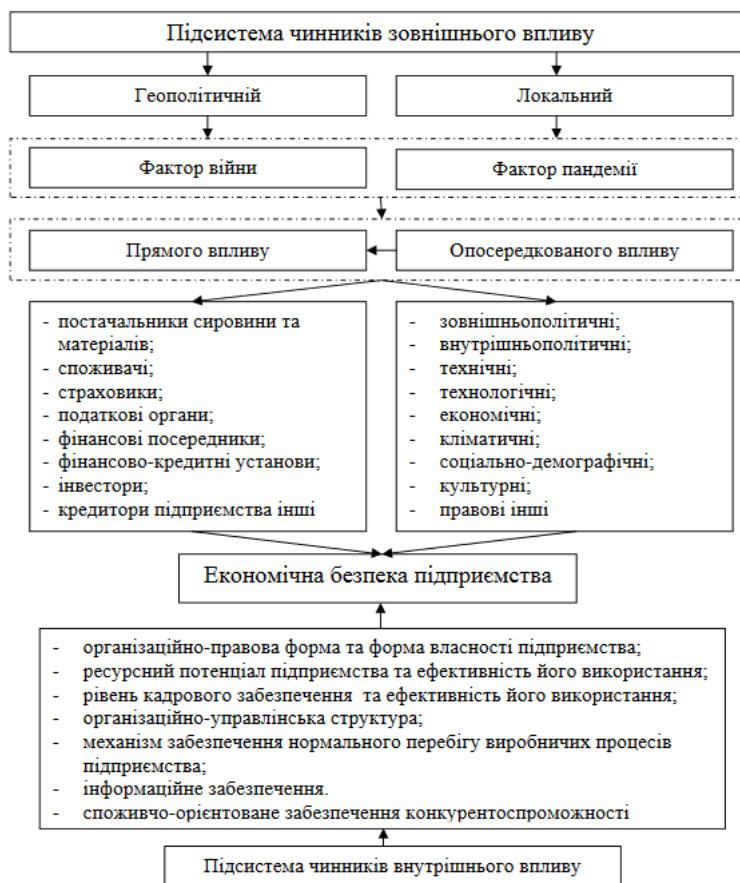 Підсистема чинників зовнішнього впливу
Геополітичній
Локальний
Фактор війни
Фактор пандемії
Прямого впливу
Опосередкованого впливу
- постачальники сировини та
матеріалів;
- споживачі;
- страховики;
- податкові органи;
- фінансові посередники;
- фінансово-кредитні установи;
- інвестори;
- кредитори підприємства інші
- зовнішньополітичні;
- внутрішньополітичні;
- технічні;
- технологічні;
- економічні;
- кліматичні;
- соціально-демографічні;
- культурні;
- правові інші
Економічна безпека підприємства
- організаційно-правова форма та форма власності підприємства;
- ресурсний потенціал підприємства та ефективність його використання;
- рівень кадрового забезпечення та ефективність його використання;
- організаційно-управлінська структура;
- механізм забезпечення нормального перебігу виробничих процесів
підприємства;
- інформаційне забезпечення.
- споживчо-орієнтоване забезпечення конкурентоспроможності
Підсистема чинників внутрішнього впливу